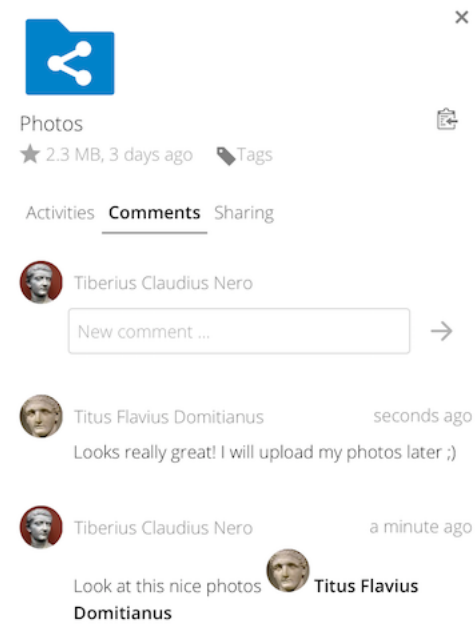 Photos
2.3 MB, 3 days ago Tags
Activities Comments Sharing
Tiberius Claudius Nero
New comment ...
Titus Flavius Domitianus seconds ago
Looks really great! I will upload my photos later ;)
Tiberius Claudius Nero a minute ago
Look at this nice photos Titus Flavius
Domitianus